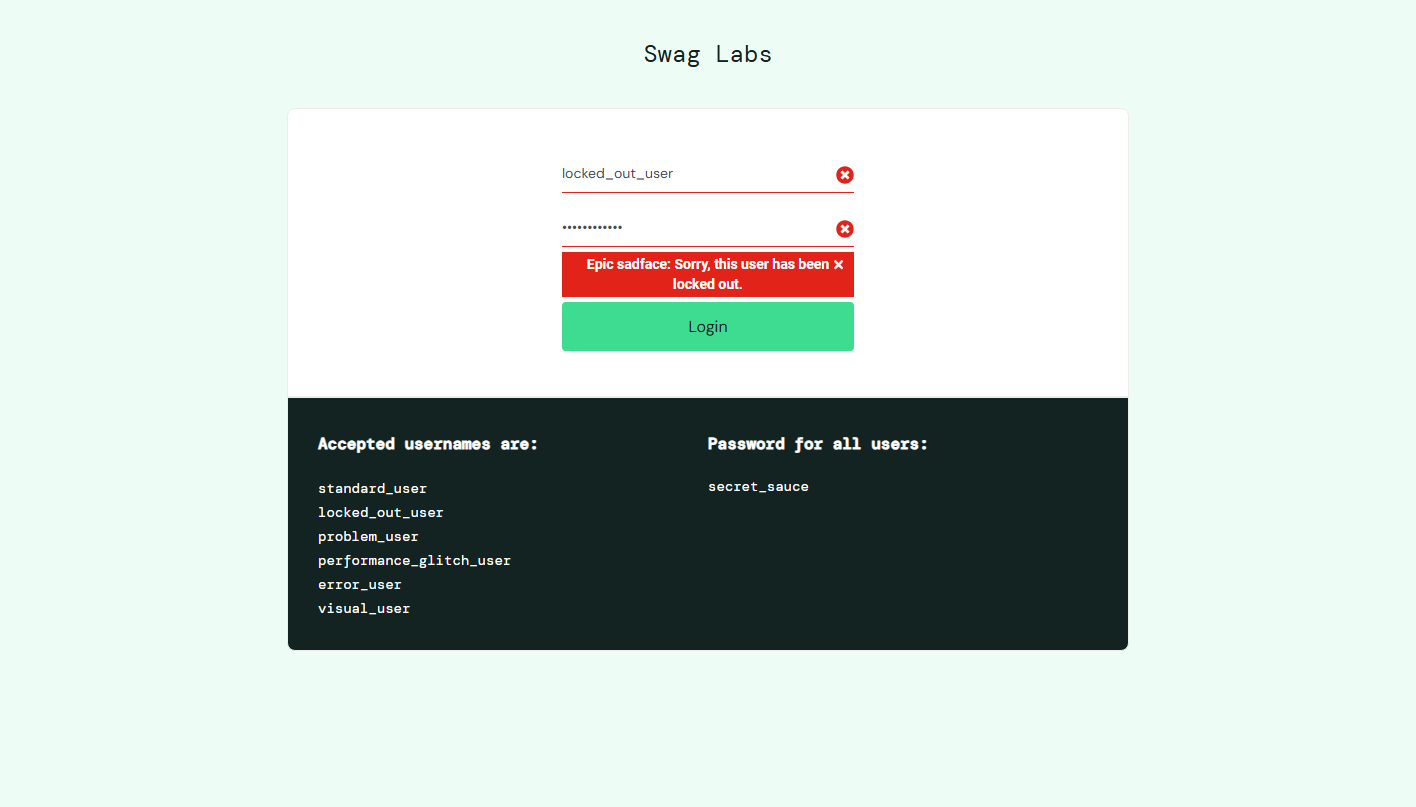 Swag Labs
locked_out_user
••••••••••••
Epic sadface: Sorry, this user has been
locked out.
Login
Accepted usernames are:
standard_user
locked_out_user
problem_user
performance_glitch_user
error_user
visual_user
Password for all users:
secret_sauce